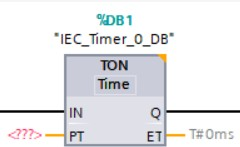 %DB1
"IEC_Timer_0_DB"
TON
Time
IN Q
<???> PT ET T#0ms